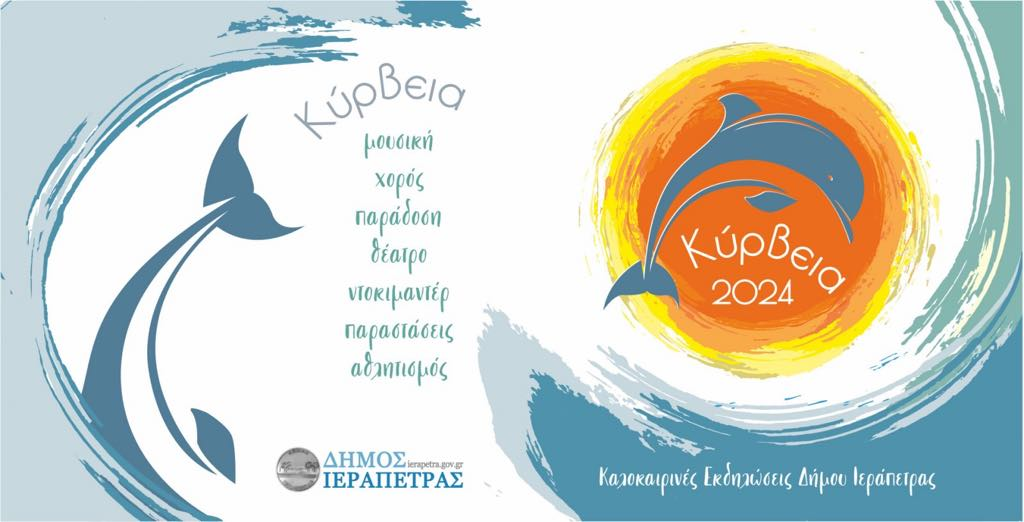 Κύρβεια
μουσική
χορός
παράδοση
θέατρο
ντοκιμαντέρ
παραστάσεις
αθλητισμός
ΔΗΜΟΣ
ierapetra.gov.gr
ΙΕΡΑΠΕΤΡΑΣ
Κύρβεια
2024
Καλοκαιρινές Εκδηλώσεις Δήμου Ιεράπετρας